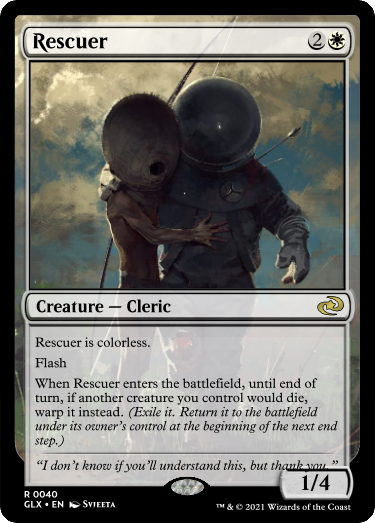 Rescuer 2
Creature — Cleric
Rescuer is colorless.
Flash
When Rescuer enters the battlefield, until end of
turn, if another creature you control would die,
warp it instead. (Exile it. Return it to the battlefield
under its owner's control at the beginning of the next end
step.)
“I don't know if you'll understand this, but thank you.”
1/4
R 0040
GLX • EN Svieeta
™ & © 2021 Wizards of the Coast